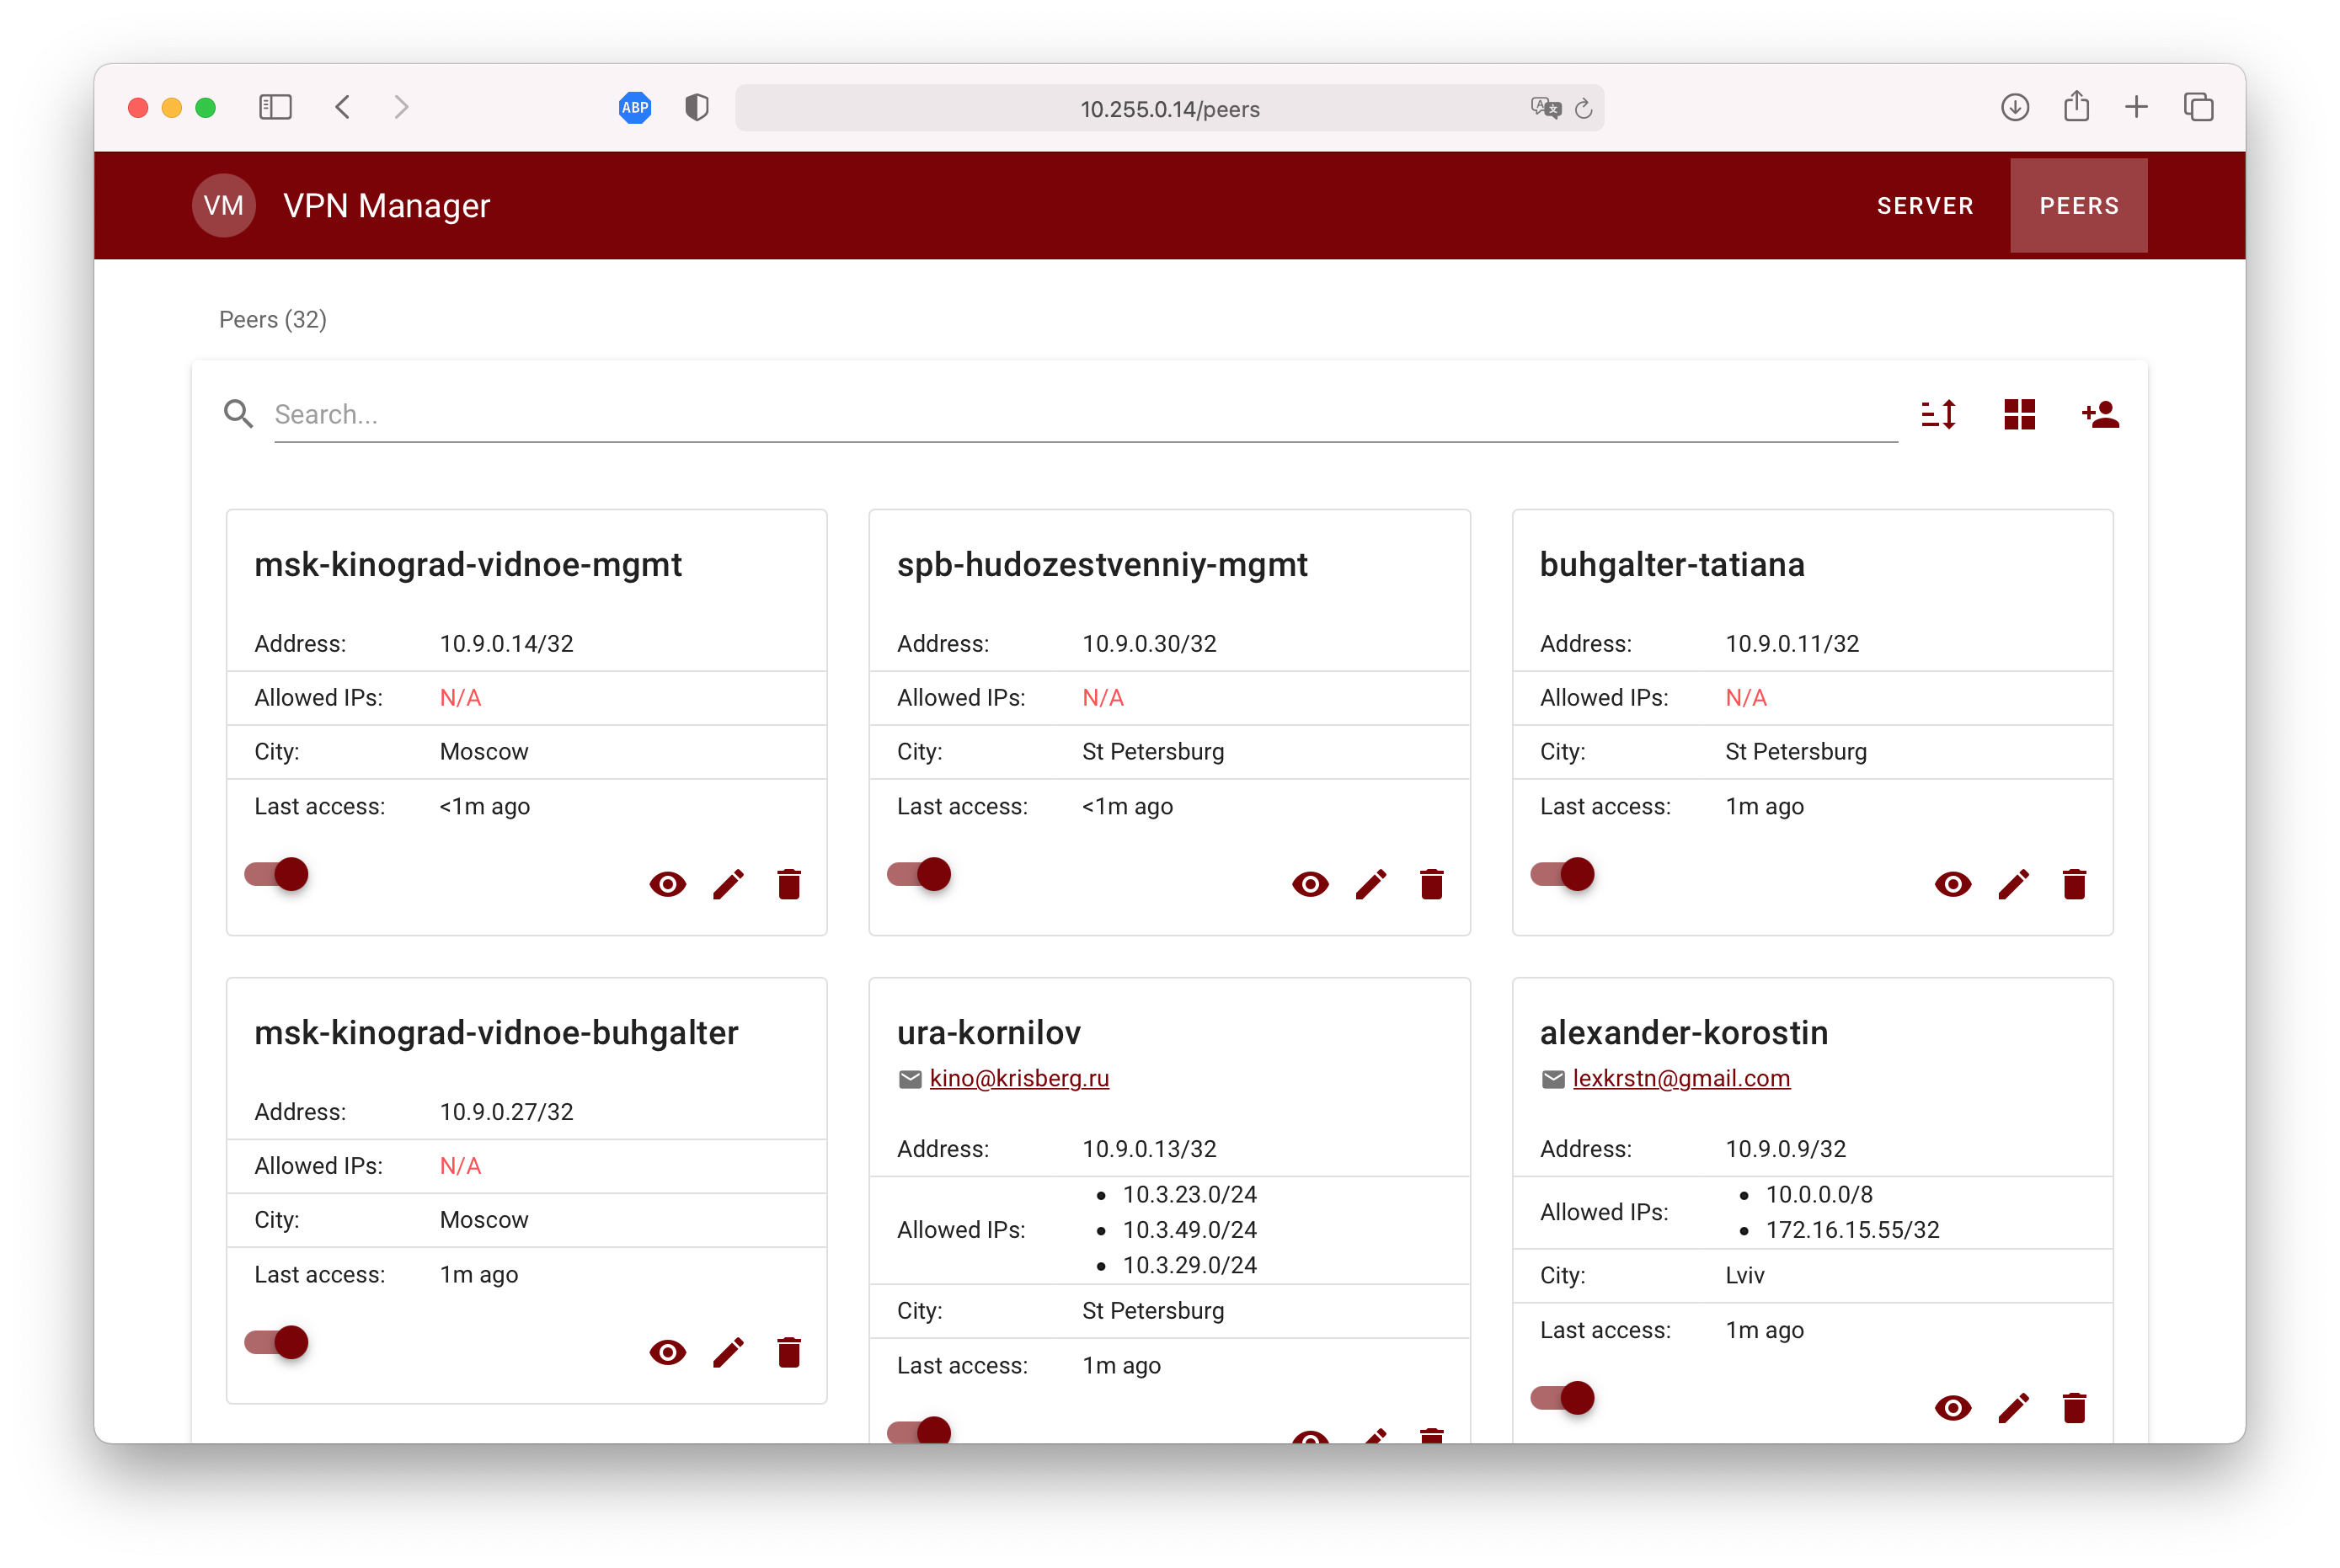 ABP
10.255.0.14/peers
VM VPN Manager SERVER PEERS
Peers (32)
Search...
msk-kinograd-vidnoe-mgmt
Address: 10.9.0.14/32
Allowed IPs: N/A
City: Moscow
Last access: <1m ago
spb-hudozestvenniy-mgmt
Address: 10.9.0.30/32
Allowed IPs: N/A
City: St Petersburg
Last access: <1m ago
buhgalter-tatiana
Address: 10.9.0.11/32
Allowed IPs: N/A
City: St Petersburg
Last access: 1m ago
msk-kinograd-vidnoe-buhgalter
Address: 10.9.0.27/32
Allowed IPs: N/A
City: Moscow
Last access: 1m ago
ura-kornilov
kino@krisberg.ru
Address: 10.9.0.13/32
Allowed IPs:
• 10.3.23.0/24
• 10.3.49.0/24
• 10.3.29.0/24
City: St Petersburg
Last access: 1m ago
alexander-korostin
lexkrstn@gmail.com
Address: 10.9.0.9/32
Allowed IPs:
• 10.0.0.0/8
• 172.16.15.55/32
City: Lviv
Last access: 1m ago